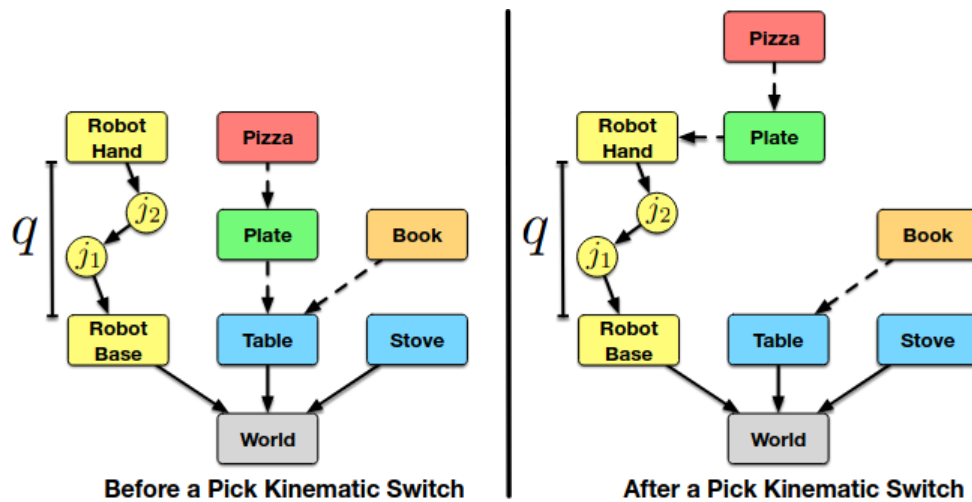 Robot
Hand
Pizza
j₂
q
Plate
Book
j₁
Robot
Base
Table
Stove
World
Before a Pick Kinematic Switch
Pizza
Robot
Hand
Plate
j₂
q
Book
j₁
Robot
Base
Table
Stove
World
After a Pick Kinematic Switch